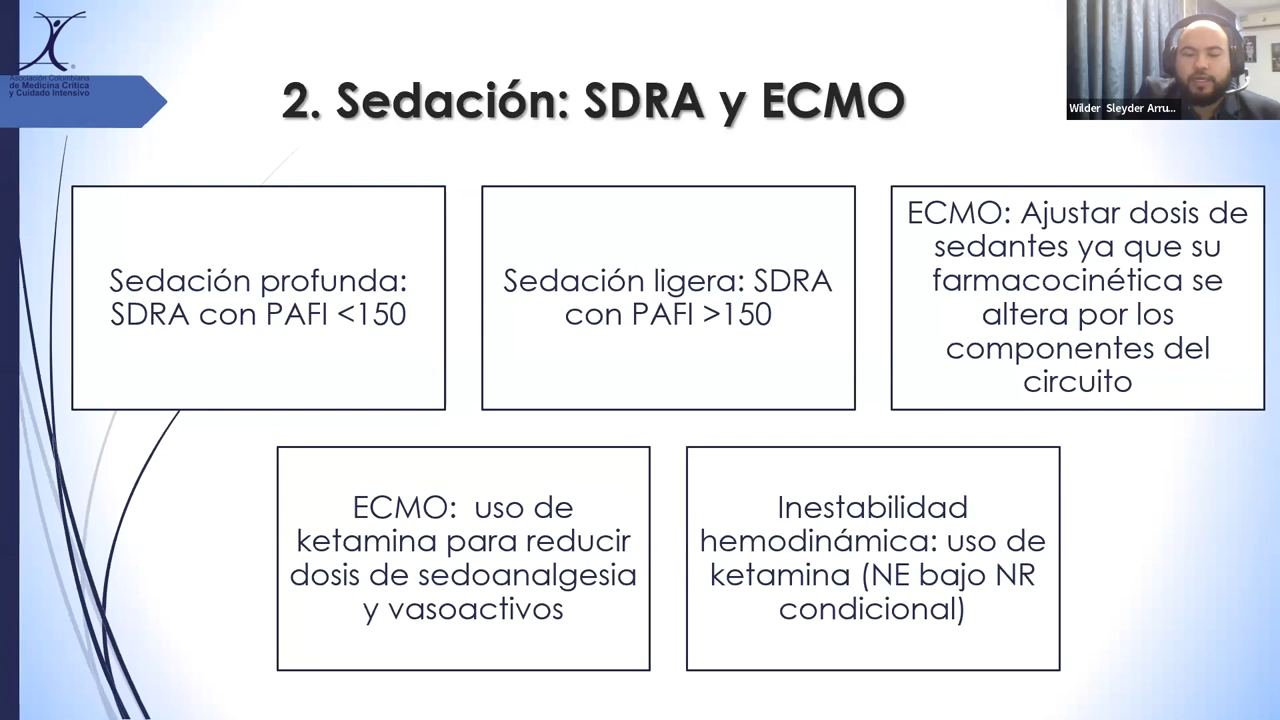 Asociación Colombiana
de Medicina Crítica
y Cuidado Intensivo
2. Sedación: SDRA y ECMO
Wilder Sleyder Arru...
Sedación profunda:
SDRA con PAFI <150
Sedación ligera: SDRA
con PAFI >150
ECMO: Ajustar dosis de
sedantes ya que su
farmacocinética se
altera por los
componentes del
circuito
ECMO:  uso de
ketamina para reducir
dosis de sedoanalgesia
y vasoactivos
Inestabilidad
hemodinámica: uso de
ketamina (NE bajo NR
condicional)